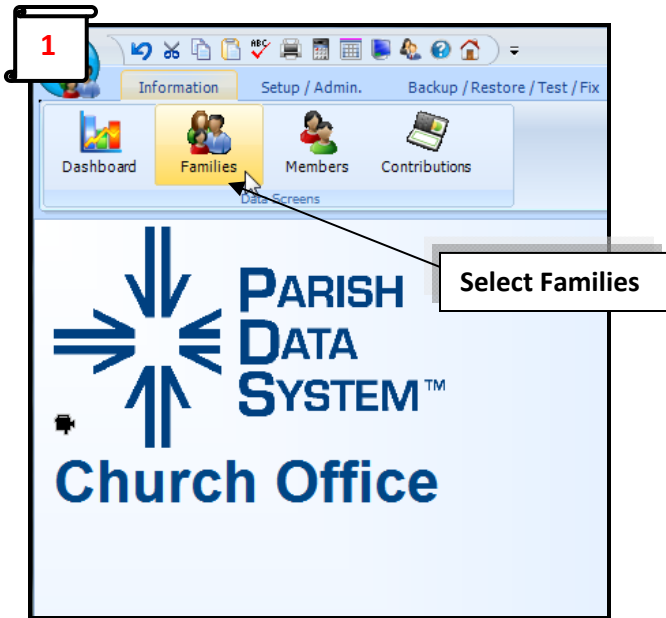 1
ABC
Information Setup / Admin. Backup / Restore / Test / Fix
Dashboard Families Members Contributions
Data Screens
Select Families
PARISH
DATA
SYSTEM™
Church Office